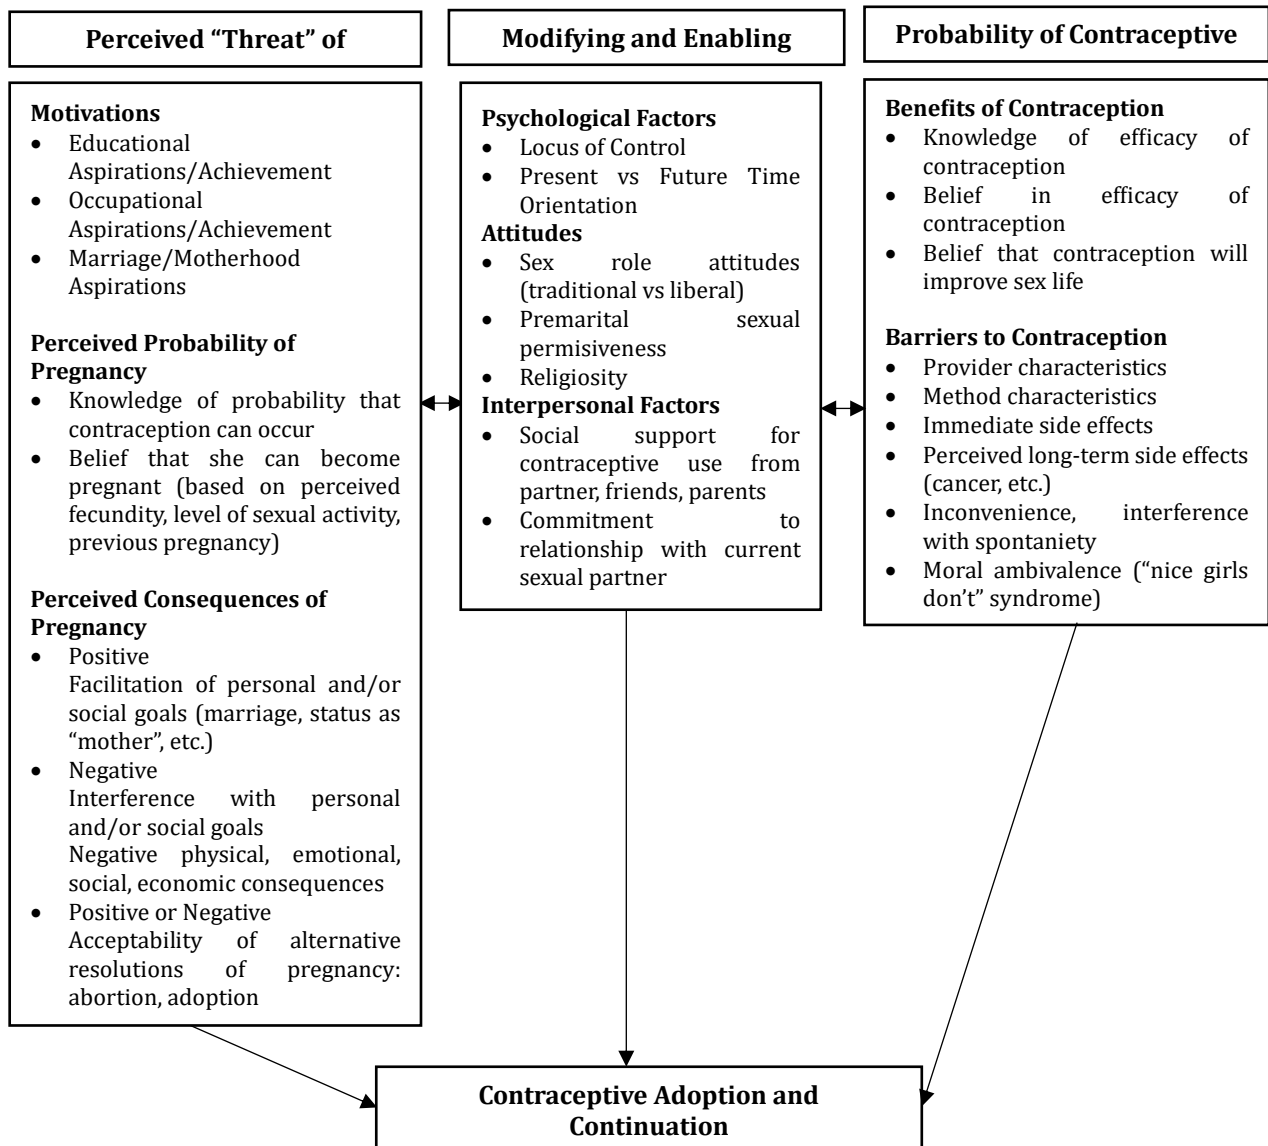 Perceived “Threat” of
Motivations
• Educational
Aspirations/Achievement
• Occupational
Aspirations/Achievement
• Marriage/Motherhood
Aspirations
Perceived Probability of
Pregnancy
• Knowledge of probability that
contraception can occur
• Belief that she can become
pregnant (based on perceived
fecundity, level of sexual activity,
previous pregnancy)
Perceived Consequences of
Pregnancy
• Positive
Facilitation of personal and/or
social goals (marriage, status as
“mother”, etc.)
• Negative
Interference with personal
and/or social goals
Negative physical, emotional,
social, economic consequences
• Positive or Negative
Acceptability of alternative
resolutions of pregnancy:
abortion, adoption
Modifying and Enabling
Psychological Factors
• Locus of Control
• Present vs Future Time
Orientation
Attitudes
• Sex role attitudes
(traditional vs liberal)
• Premarital sexual
permisiveness
• Religiosity
Interpersonal Factors
• Social support for
contraceptive use from
partner, friends, parents
• Commitment to
relationship with current
sexual partner
Probability of Contraceptive
Benefits of Contraception
• Knowledge of efficacy of
contraception
• Belief in efficacy of
contraception
• Belief that contraception will
improve sex life
Barriers to Contraception
• Provider characteristics
• Method characteristics
• Immediate side effects
• Perceived long-term side effects
(cancer, etc.)
• Inconvenience, interference
with spontaniety
• Moral ambivalence (“nice girls
don’t” syndrome)
Contraceptive Adoption and
Continuation